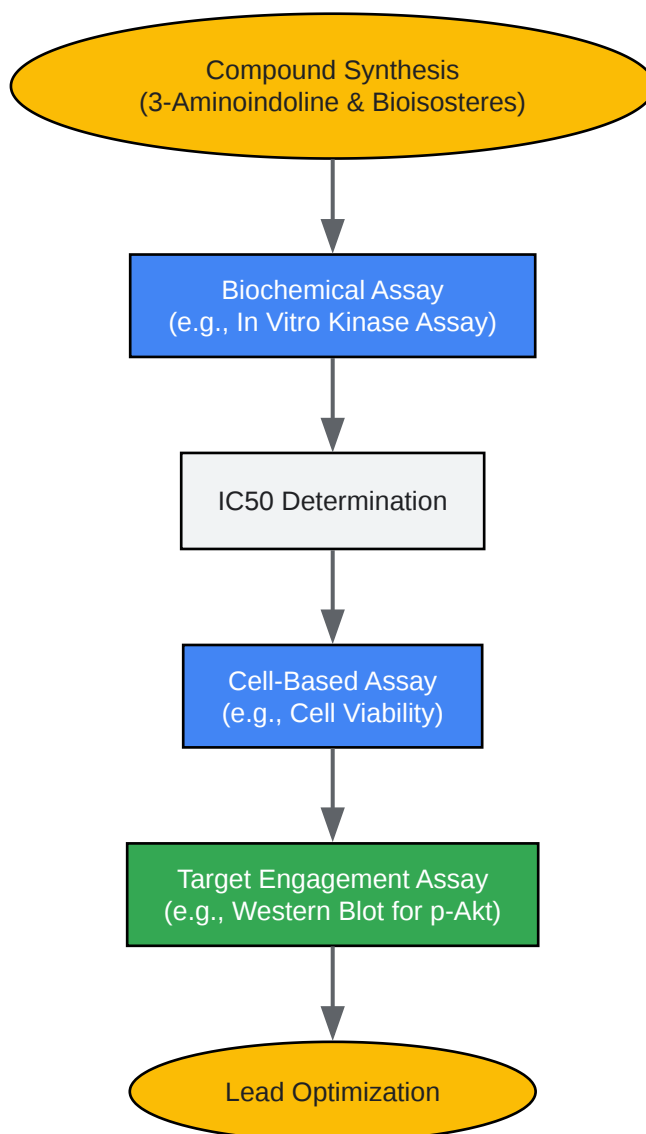 Compound Synthesis
(3-Aminoindoline & Bioisosteres)
Biochemical Assay
(e.g., In Vitro Kinase Assay)
IC50 Determination
Cell-Based Assay
(e.g., Cell Viability)
Target Engagement Assay
(e.g., Western Blot for p-Akt)
Lead Optimization